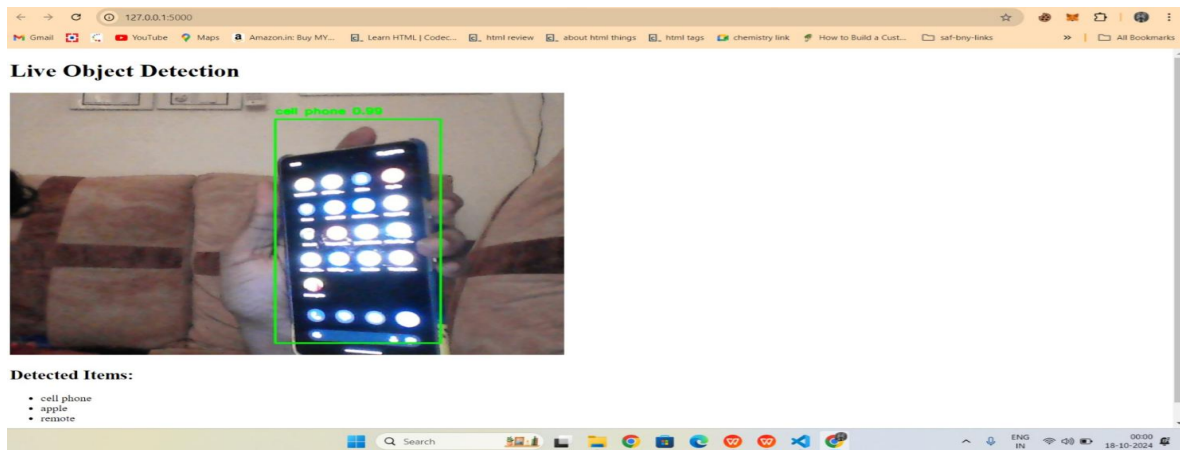 127.0.0.1:5000
Gmail YouTube Maps Amazon.in: Buy MY... Learn HTML | Codec... html review about html things html tags chemistry link How to Build a Cust... saf-bny-links » All Bookmarks
Live Object Detection
cell phone 0.99
Detected Items:
• cell phone
• apple
• remote
Search
ENG
IN
00:00
18-10-2024